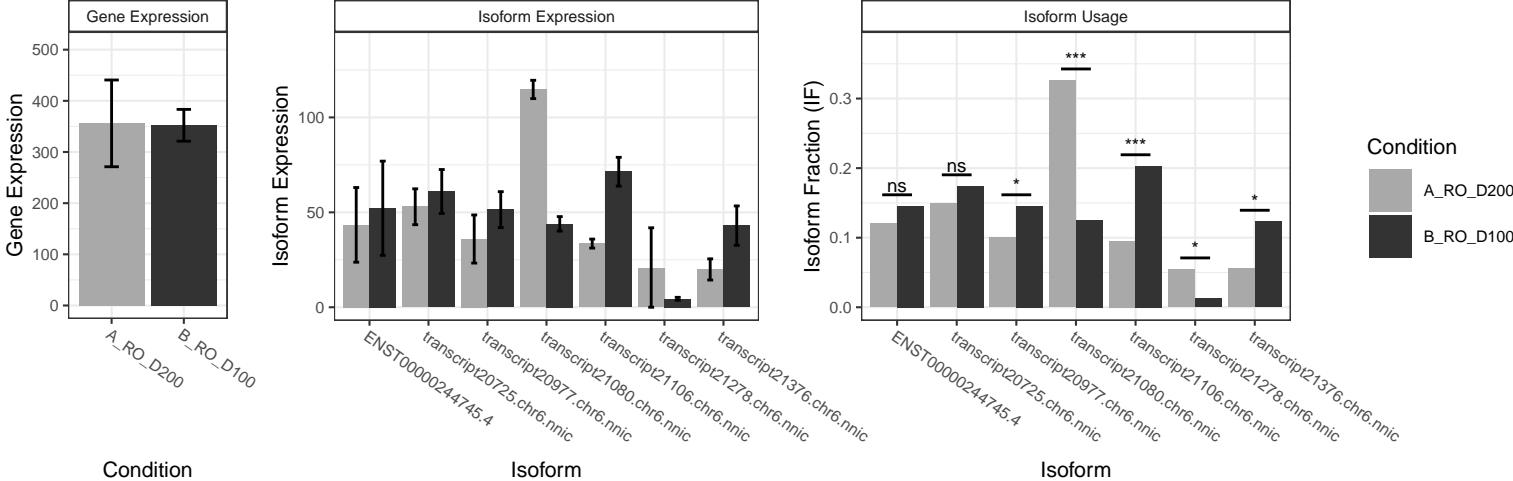 Gene Expression
Gene Expression
500
400
300
200
100
0
A_RO_D200
B_RO_D100
Condition
Isoform Expression
Isoform Expression
100
50
0
ENST00000244745.4
transcript20725.chr6.nnic
transcript20977.chr6.nnic
transcript21080.chr6.nnic
transcript21106.chr6.nnic
transcript21278.chr6.nnic
transcript21376.chr6.nnic
Isoform
Isoform Usage
Isoform Fraction (IF)
0.3
0.2
0.1
0.0
ns
ns
*
***
***
*
*
ENST00000244745.4
transcript20725.chr6.nnic
transcript20977.chr6.nnic
transcript21080.chr6.nnic
transcript21106.chr6.nnic
transcript21278.chr6.nnic
transcript21376.chr6.nnic
Isoform
Condition
A_RO_D200
B_RO_D100